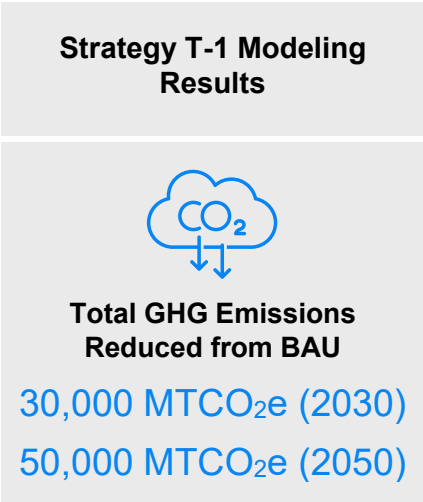 Strategy T-1 Modeling
Results
CO₂
Total GHG Emissions
Reduced from BAU
30,000 MTCO₂e (2030)
50,000 MTCO₂e (2050)